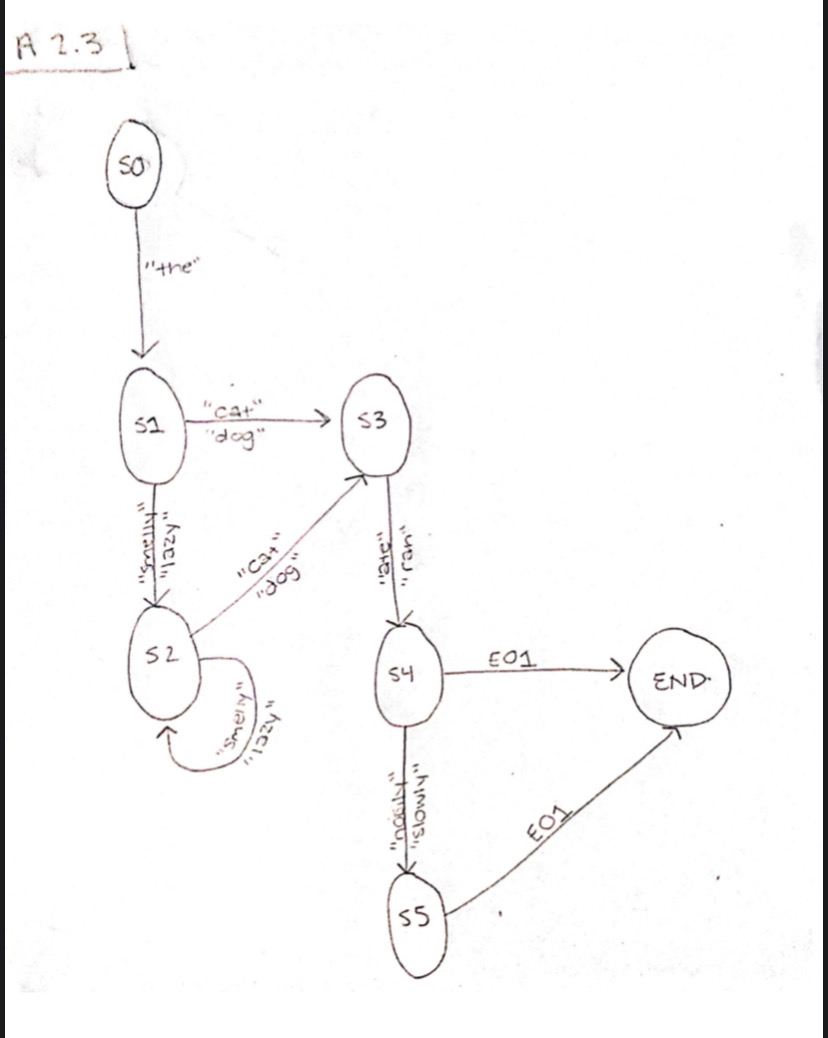 A 2.3
S0
"the"
S1
"cat"
"dog"
S3
"smelly"
"lazy"
"cat"
"dog"
"ate"
"ran"
S2
"smelly"
"lazy"
S4
EO1
END
"noisily"
"slowly"
EO1
S5